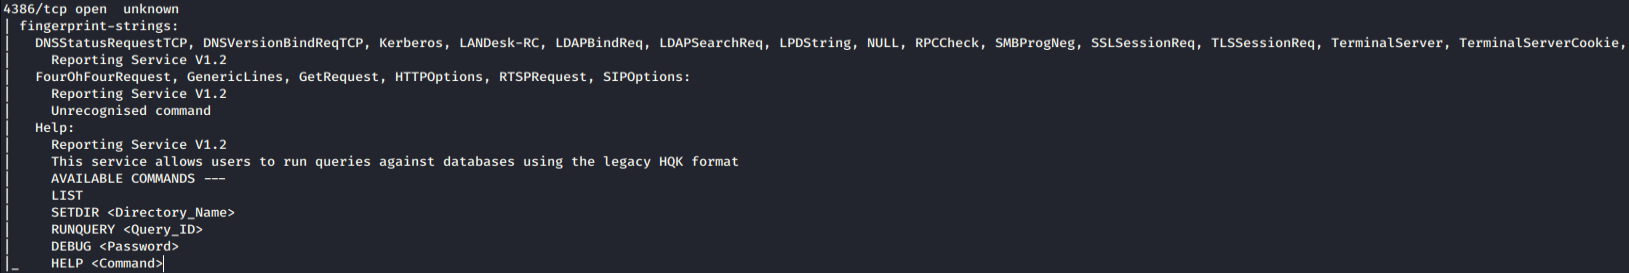 4386/tcp open  unknown
| fingerprint-strings:
|   DNSStatusRequestTCP, DNSVersionBindReqTCP, Kerberos, LANDesk-RC, LDAPBindReq, LDAPSearchReq, LPDString, NULL, RPCCheck, SMBProgNeg, SSLSessionReq, TLSSessionReq, TerminalServer, TerminalServerCookie,
|     Reporting Service V1.2
|   FourOhFourRequest, GenericLines, GetRequest, HTTPOptions, RTSPRequest, SIPOptions:
|     Reporting Service V1.2
|     Unrecognised command
|   Help:
|     Reporting Service V1.2
|     This service allows users to run queries against databases using the legacy HQK format
|     AVAILABLE COMMANDS ---
|     LIST
|     SETDIR <Directory_Name>
|     RUNQUERY <Query_ID>
|     DEBUG <Password>
|_    HELP <Command>